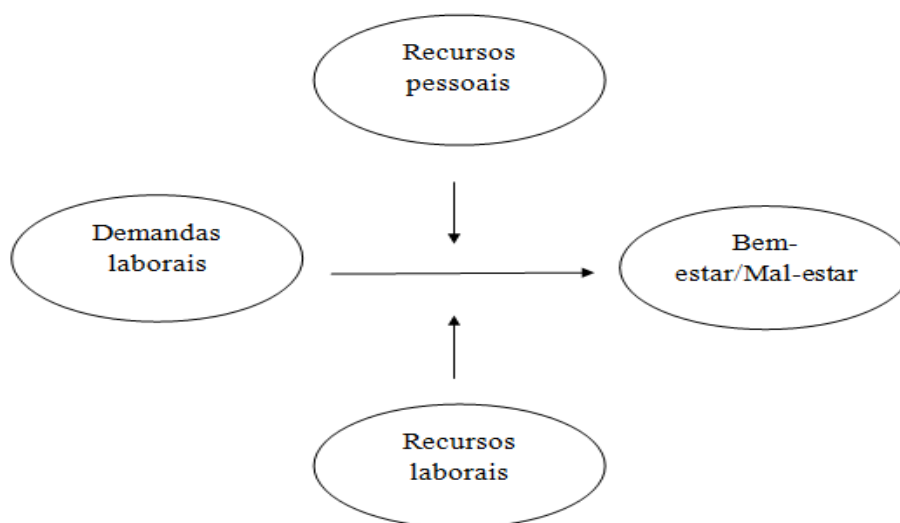 Recursos
pessoais
Demandas
laborais
Bem-
estar/Mal-estar
Recursos
laborais